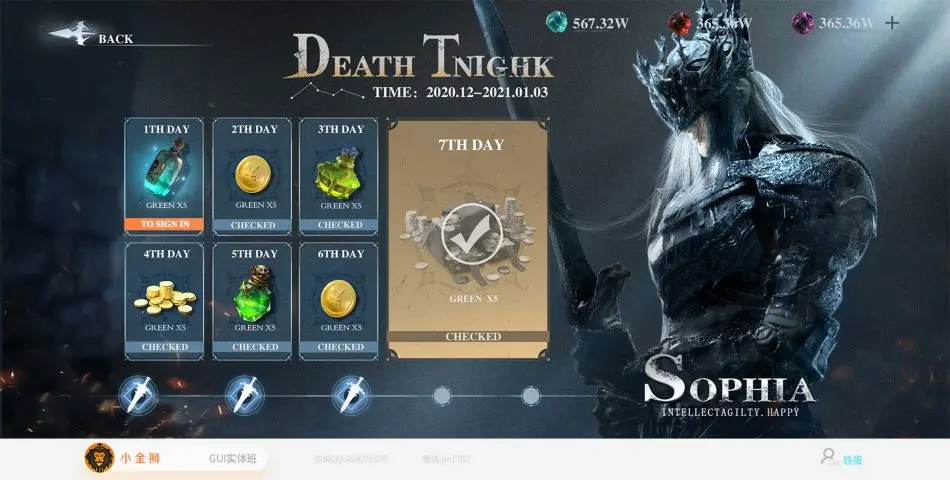 BACK
567.32W
365.36W
365.36W
DEATH TNIGHK
TIME: 2020.12-2021.01.03
1TH DAY
GREEN X5
TO SIGN IN
2TH DAY
GREEN X5
CHECKED
3TH DAY
GREEN X5
CHECKED
7TH DAY
GREEN X5
CHECKED
4TH DAY
GREEN X5
CHECKED
5TH DAY
GREEN X5
CHECKED
6TH DAY
GREEN X5
CHECKED
SOPHIA
INTELLECTAGILTY.HAPPY
小金狮
GUI实体班
铁蛋